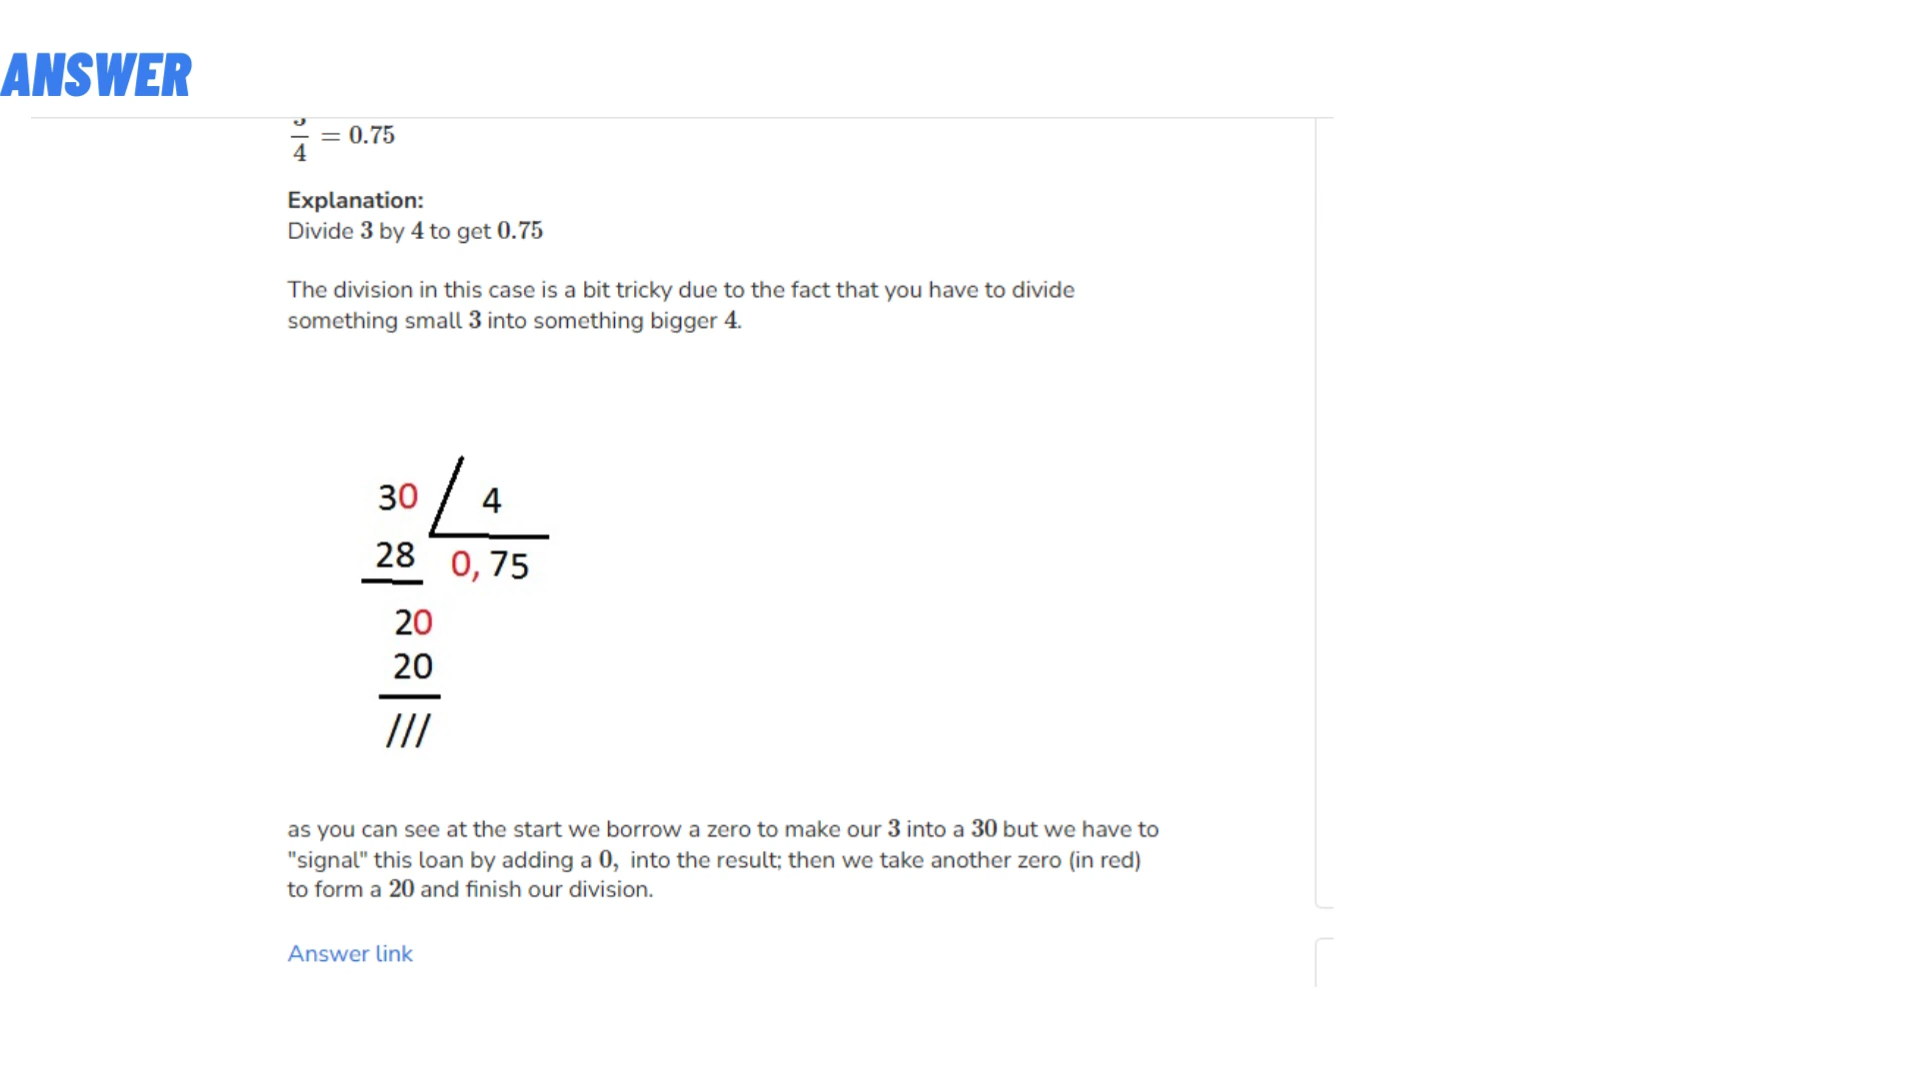 ANSWER
3/4 = 0.75
Explanation:
Divide 3 by 4 to get 0.75
The division in this case is a bit tricky due to the fact that you have to divide
something small 3 into something bigger 4.
30 / 4
28 0, 75
20
20
///
as you can see at the start we borrow a zero to make our 3 into a 30 but we have to
"signal" this loan by adding a 0, into the result; then we take another zero (in red)
to form a 20 and finish our division.
Answer link